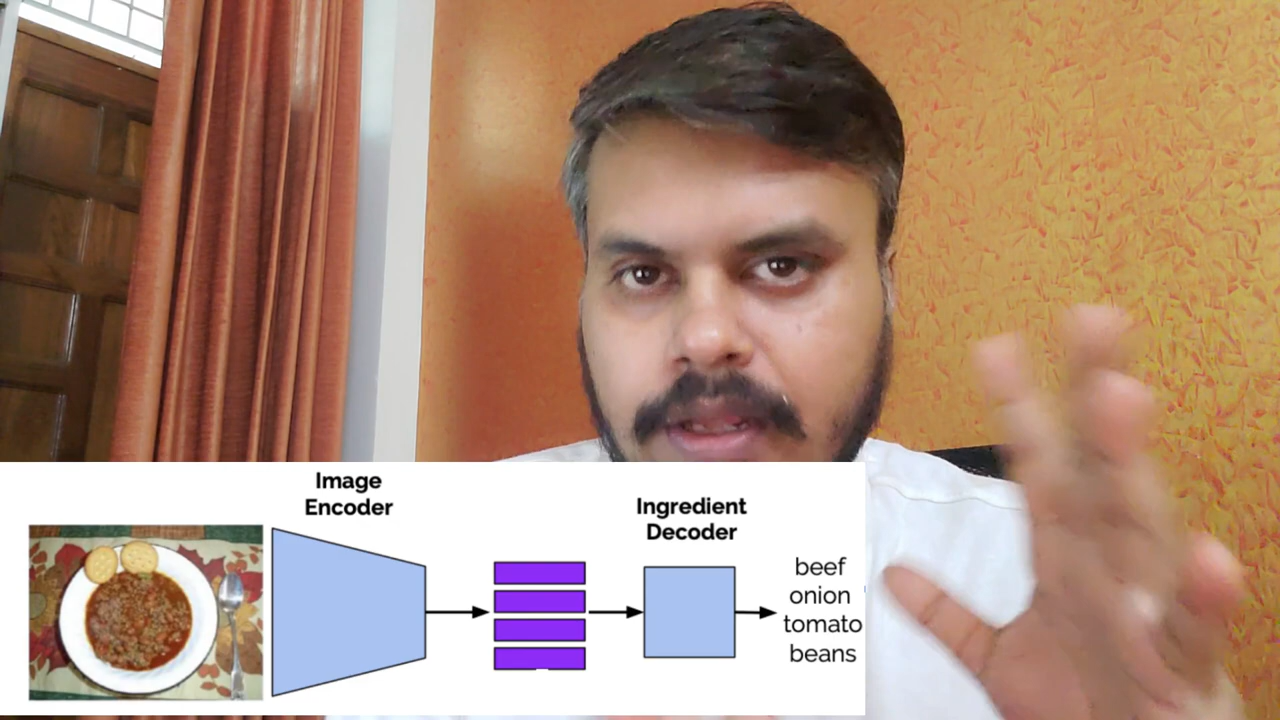 Image
Encoder
Ingredient
Decoder
beef
onion
tomato
beans